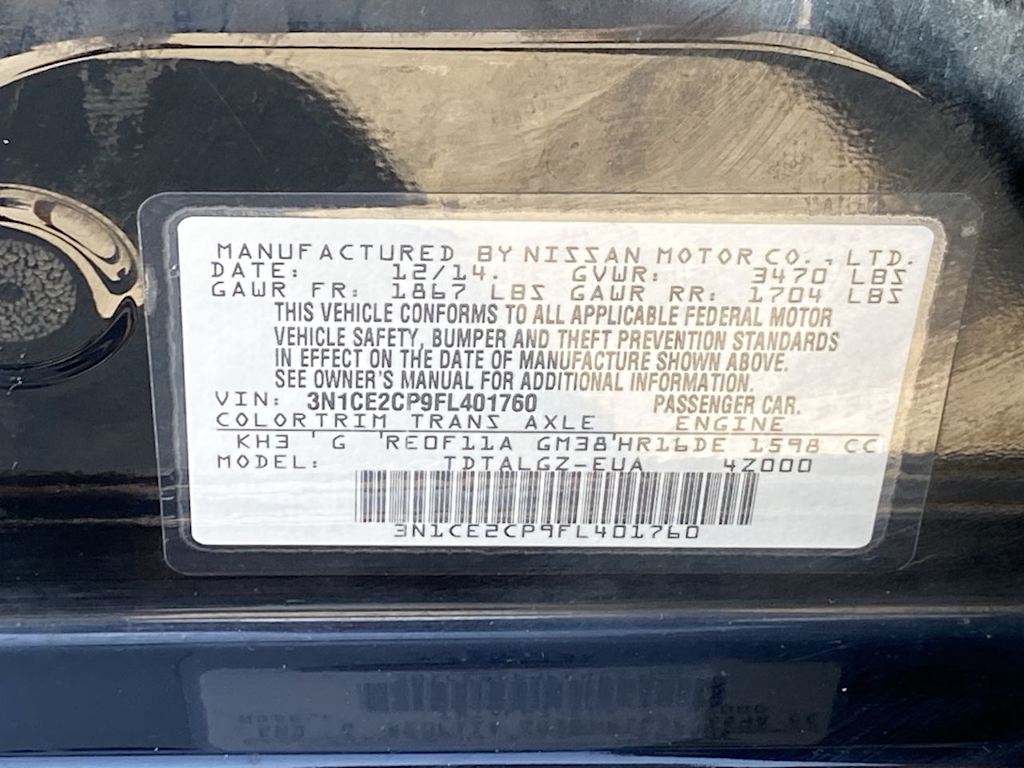 MANUFACTURED BY NISSAN MOTOR CO., LTD.
DATE: 12/14. GVWR: 3470 LBS
GAWR FR: 1867 LBS GAWR RR: 1704 LBS
THIS VEHICLE CONFORMS TO ALL APPLICABLE FEDERAL MOTOR
VEHICLE SAFETY, BUMPER AND THEFT PREVENTION STANDARDS
IN EFFECT ON THE DATE OF MANUFACTURE SHOWN ABOVE.
SEE OWNER'S MANUAL FOR ADDITIONAL INFORMATION.
VIN: 3N1CE2CP9FL401760 PASSENGER CAR.
COLORTRIM TRANS AXLE ENGINE
KH3 'G 'RE0F11A GM38'HR16DE 1598 CC
MODEL: TDTALGZ-EUA 4Z000
3N1CE2CP9FL401760